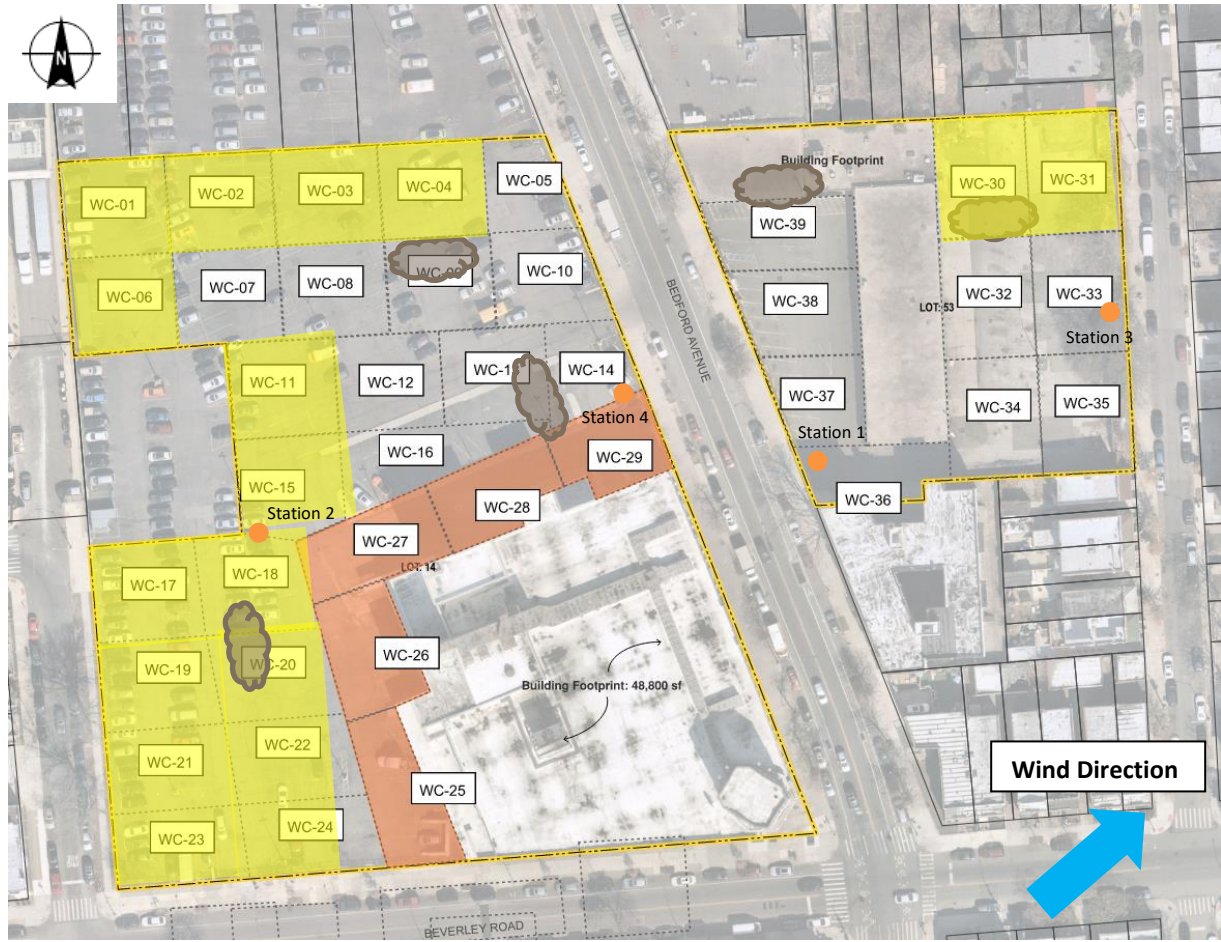 N
WC-01
WC-02
WC-03
WC-04
WC-05
WC-06
WC-07
WC-08
WC-10
WC-11
WC-12
WC-1
WC-14
Station 4
WC-15
WC-16
Station 2
WC-17
WC-18
WC-19
WC-20
WC-21
WC-22
WC-23
WC-24
WC-25
WC-26
WC-27
LOT: 14
WC-28
WC-29
Building Footprint: 48,800 sf
BEDFORD AVENUE
BEVERLEY ROAD
Building Footprint
WC-30
WC-31
WC-39
WC-38
LOT: 53
WC-32
WC-33
Station 3
WC-37
WC-34
WC-35
Station 1
WC-36
Wind Direction